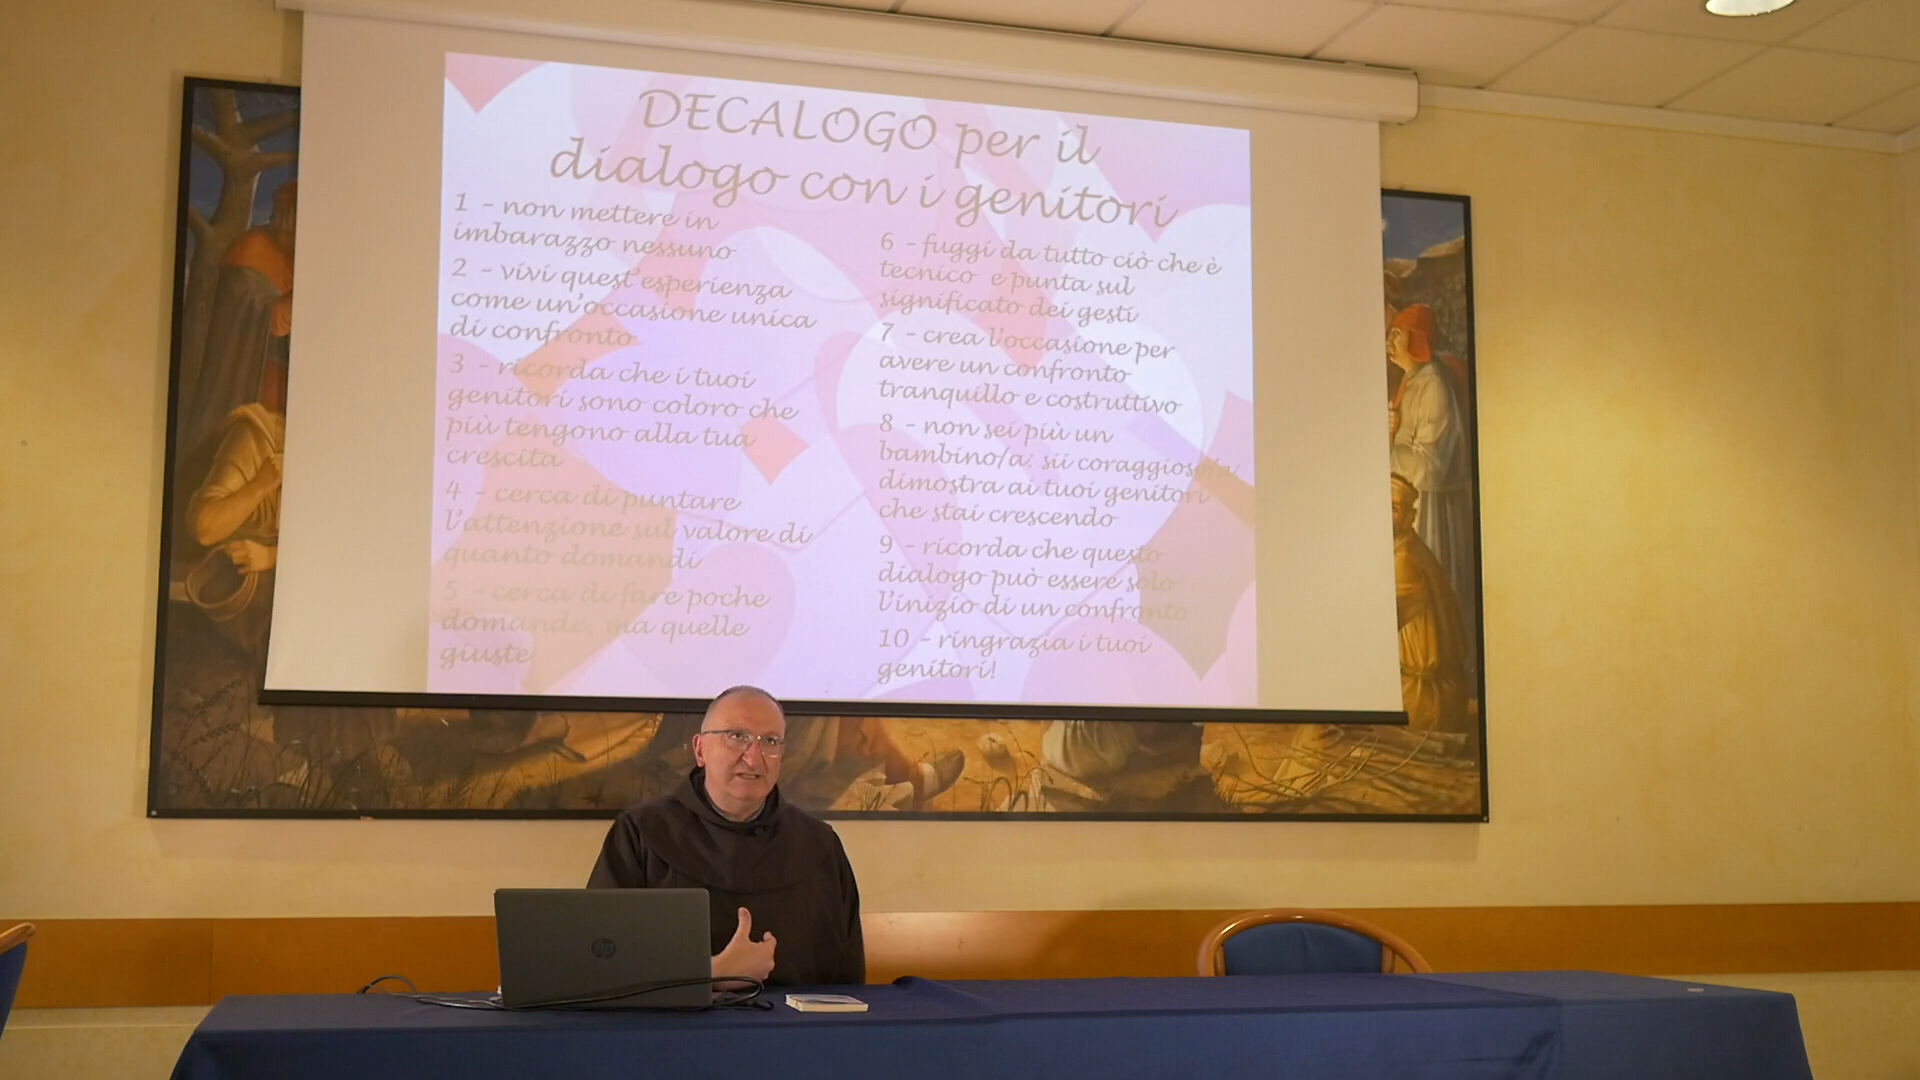 DECALOGO per il
dialogo con i genitori
1 - non mettere in
imbarazzo nessuno
2 - vivi quest'esperienza
come un'occasione unica
di confronto
3 - ricorda che i tuoi
genitori sono coloro che
più tengono alla tua
crescita
4 - cerca di puntare
l'attenzione sul valore di
quanto domandi
5 - cerca di fare poche
domande, ma quelle
giuste
6 - fuggi da tutto ciò che è
tecnico e punta sul
significato dei gesti
7 - crea l'occasione per
avere un confronto
tranquillo e costruttivo
8 - non sei più un
bambino/a: sii coraggioso/a,
dimostra ai tuoi genitori
che stai crescendo
9 - ricorda che questo
dialogo può essere solo
l'inizio di un confronto
10 - ringrazia i tuoi
genitori!
hp